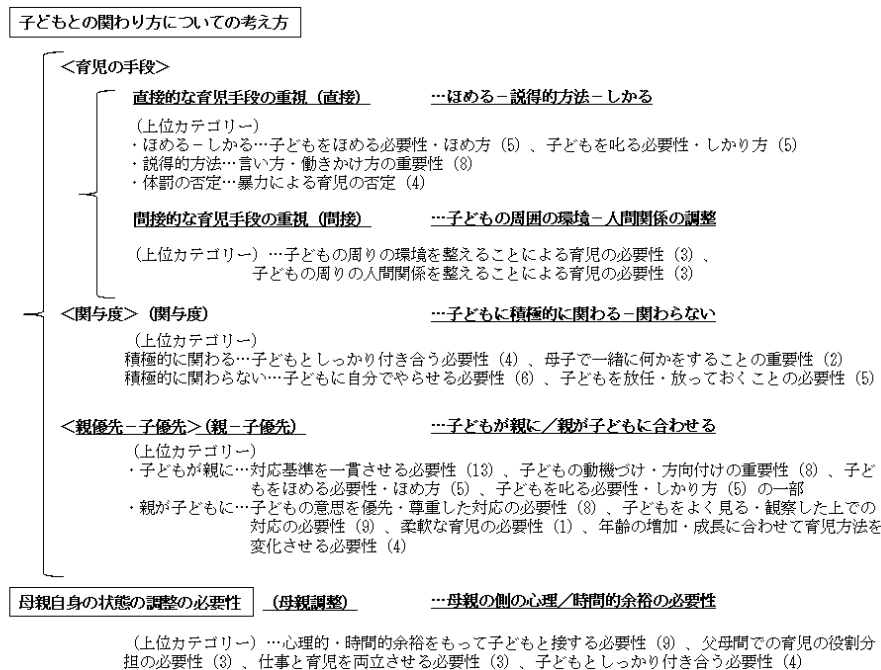 子どもとの関わり方についての考え方
＜育児の手段＞
直接的な育児手段の重視（直接） …ほめる－説得的方法－しかる
（上位カテゴリー）
・ほめる－しかる…子どもをほめる必要性・ほめ方（5）、子どもを叱る必要性・しかり方（5）
・説得的方法…言い方・働きかけ方の重要性（8）
・体罰の否定…暴力による育児の否定（4）
間接的な育児手段の重視（間接） …子どもの周囲の環境－人間関係の調整
（上位カテゴリー）…子どもの周りの環境を整えることによる育児の必要性（3）、
子どもの周りの人間関係を整えることによる育児の必要性（3）
＜関与度＞（関与度） …子どもに積極的に関わる－関わらない
（上位カテゴリー）
積極的に関わる…子どもとしっかり付き合う必要性（4）、母子で一緒に何かをすることの重要性（2）
積極的に関わらない…子どもに自分でやらせる必要性（6）、子どもを放任・放っておくことの必要性（5）
＜親優先－子優先＞（親－子優先） …子どもが親に／親が子どもに合わせる
（上位カテゴリー）
・子どもが親に…対応基準を一貫させる必要性（13）、子どもの動機づけ・方向付けの重要性（8）、子ど
もをほめる必要性・ほめ方（5）、子どもを叱る必要性・しかり方（5）の一部
・親が子どもに…子どもの意思を優先・尊重した対応の必要性（8）、子どもをよく見る・観察した上での
対応の必要性（9）、柔軟な育児の必要性（1）、年齢の増加・成長に合わせて育児方法を
変化させる必要性（4）
母親自身の状態の調整の必要性 （母親調整） …母親の側の心理／時間的余裕の必要性
（上位カテゴリー）…心理的・時間的余裕をもって子どもと接する必要性（9）、父母間での育児の役割分
担の必要性（3）、仕事と育児を両立させる必要性（3）、子どもとしっかり付き合う必要性（4）